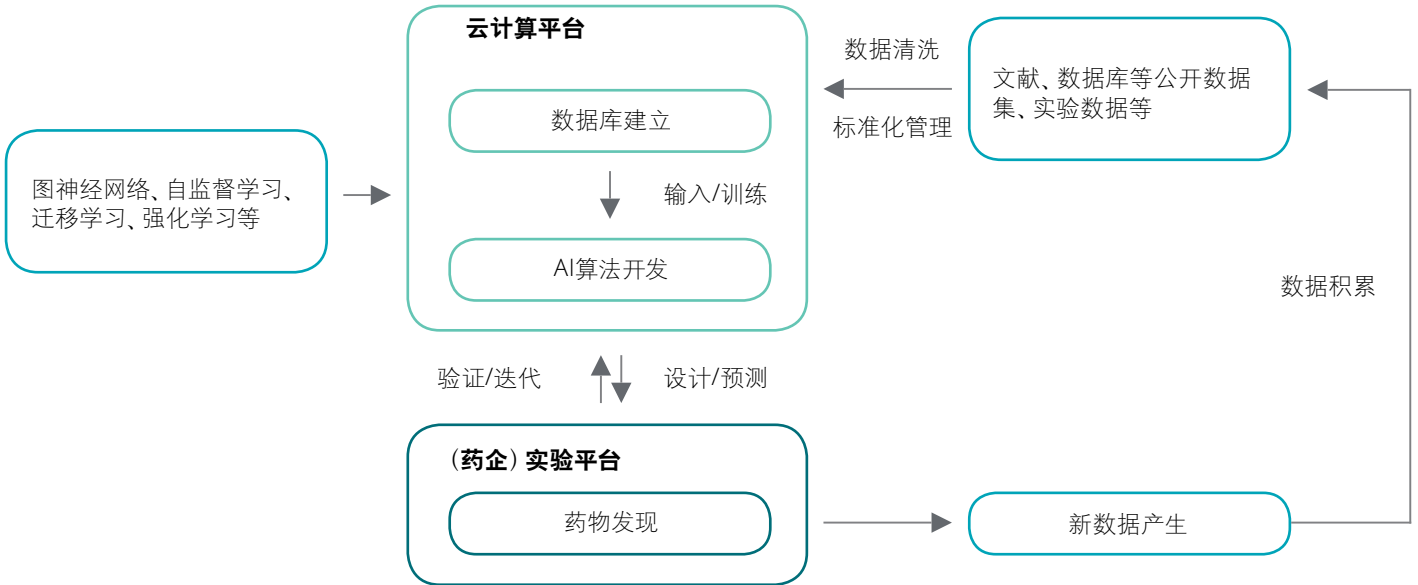 云计算平台
数据清洗
文献、数据库等公开数据
集、实验数据等
数据库建立
标准化管理
图神经网络、自监督学习、
迁移学习、强化学习等
输入/训练
AI算法开发
数据积累
验证/迭代
设计/预测
（药企）实验平台
药物发现
新数据产生